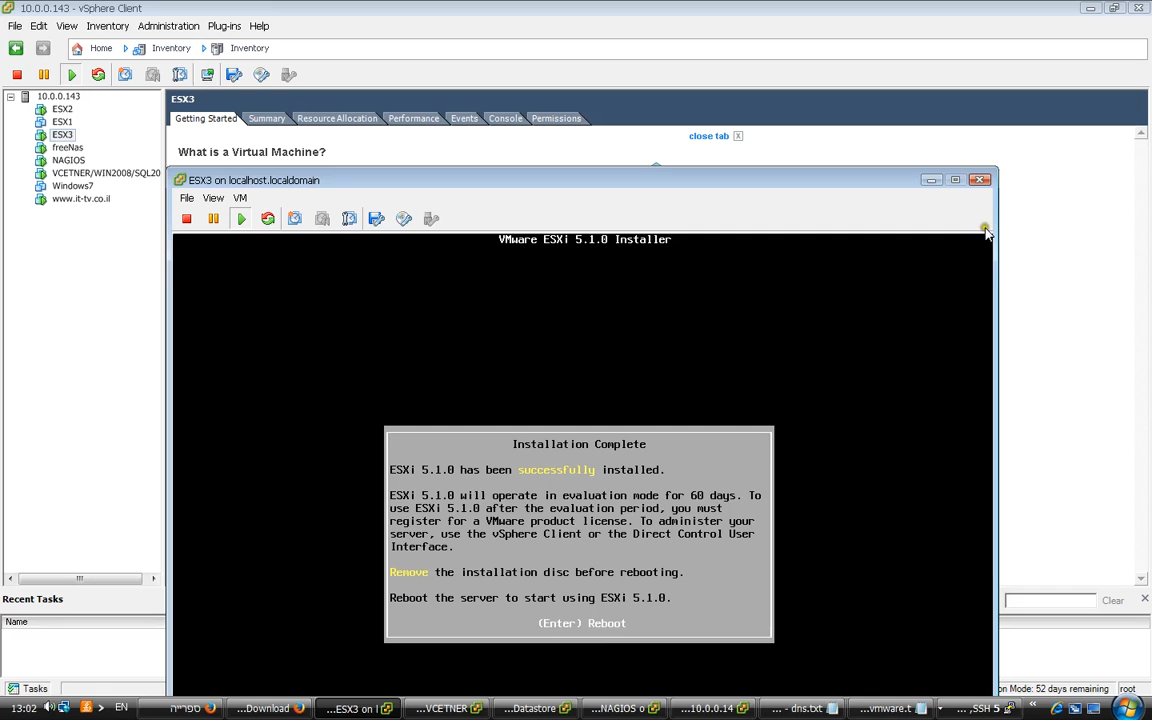 10.0.0.143 - vSphere Client
File Edit View Inventory Administration Plug-ins Help
Home Inventory Inventory
10.0.0.143
ESX2
ESX1
ESX3
freeNas
NAGIOS
VCETNER/WIN2008/SQL20
Windows7
www.it-tv.co.il
ESX3
Getting Started Summary Resource Allocation Performance Events Console Permissions
close tab X
What is a Virtual Machine?
ESX3 on localhost.localdomain
File View VM
VMware ESXi 5.1.0 Installer
Installation Complete
ESXi 5.1.0 has been successfully installed.
ESXi 5.1.0 will operate in evaluation mode for 60 days. To
use ESXi 5.1.0 after the evaluation period, you must
register for a VMware product license. To administer your
server, use the vSphere Client or the Direct Control User
Interface.
Remove the installation disc before rebooting.
Reboot the server to start using ESXi 5.1.0.
(Enter) Reboot
Recent Tasks
Clear
Name
Tasks
on Mode: 52 days remaining root
13:02 EN ספרייה ...Download ...ESX3 on l ...VCETNER ...Datastore ...NAGIOS o ...10.0.0.14 ... - dns.txt ...vmware.t ... ,SSH 5